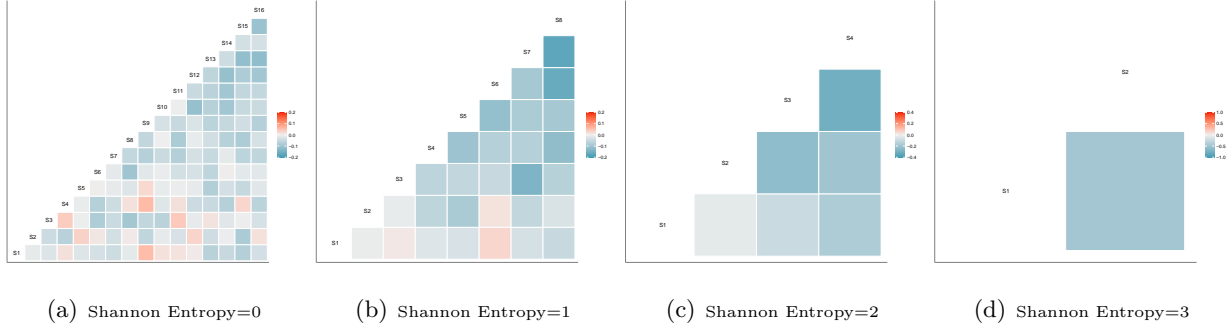 S16
S15
S14
S13
S12
S11
S10
S9
S8
S7
S6
S5
S4
S3
S2
S1
0.2
0.1
0.0
−0.1
−0.2
S8
S7
S6
S5
S4
S3
S2
S1
0.2
0.1
0.0
−0.1
−0.2
S4
S3
S2
S1
0.4
0.2
0.0
−0.2
−0.4
S2
S1
1.0
0.5
0.0
−0.5
−1.0
(a) Shannon Entropy=0
(b) Shannon Entropy=1
(c) Shannon Entropy=2
(d) Shannon Entropy=3